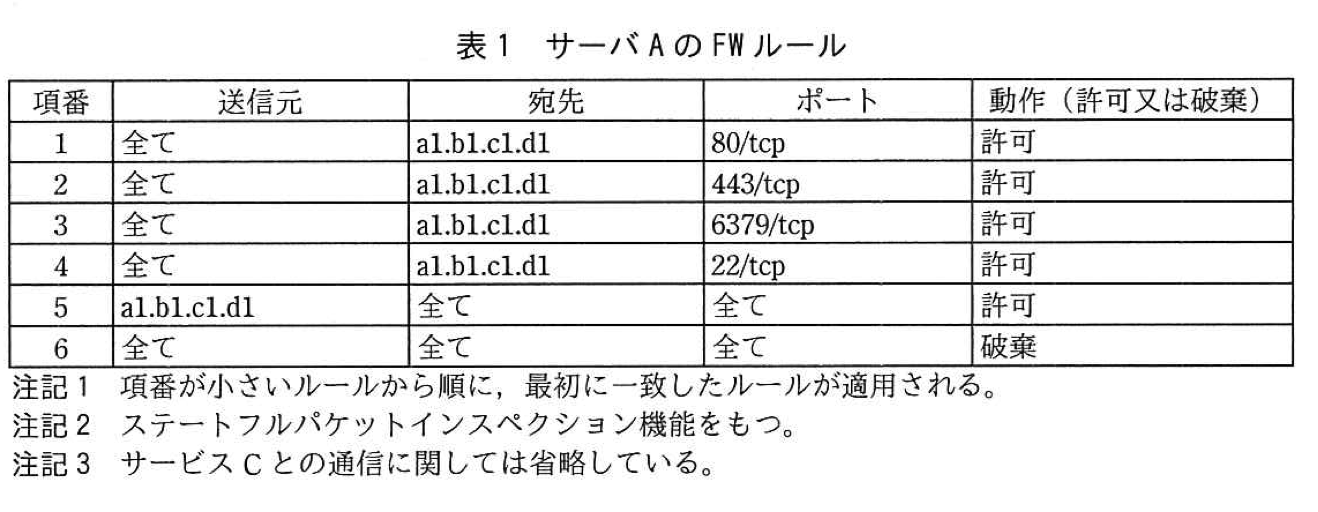 表1 サーバAのFWルール
項番 送信元 宛先 ポート 動作（許可又は破棄）
1 全て a1.b1.c1.d1 80/tcp 許可
2 全て a1.b1.c1.d1 443/tcp 許可
3 全て a1.b1.c1.d1 6379/tcp 許可
4 全て a1.b1.c1.d1 22/tcp 許可
5 a1.b1.c1.d1 全て 全て 許可
6 全て 全て 全て 破棄
注記1 項番が小さいルールから順に，最初に一致したルールが適用される。
注記2 ステートフルパケットインスペクション機能をもつ。
注記3 サービスCとの通信に関しては省略している。